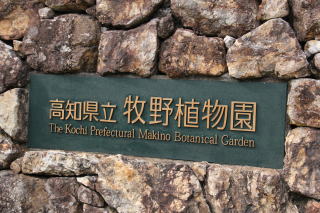 高知県立 牧野植物園
The Kochi Prefectural Makino Botanical Garden